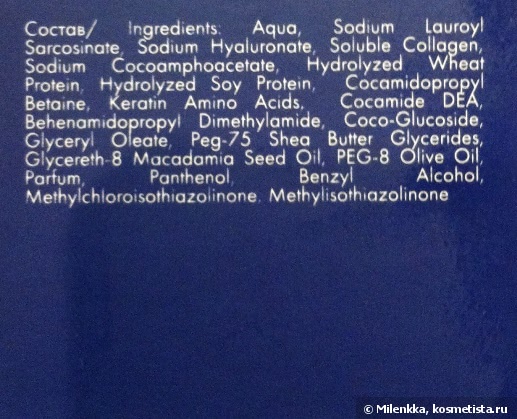 Состав/ Ingredients: Aqua, Sodium Lauroyl
Sarcosinate, Sodium Hyaluronate, Soluble Collagen,
Sodium Cocoamphoacetate, Hydrolyzed Wheat
Protein, Hydrolyzed Soy Protein, Cocamidopropyl
Betaine, Keratin Amino Acids, Cocamide DEA,
Behenamidopropyl Dimethylamide, Coco-Glucoside,
Glyceryl Oleate, Peg-75 Shea Butter Glycerides,
Glycereth-8 Macadamia Seed Oil, PEG-8 Olive Oil,
Parfum, Panthenol, Benzyl Alcohol,
Methylchloroisothiazolinone. Methylisothiazolinone
© Milenkka, kosmetista.ru